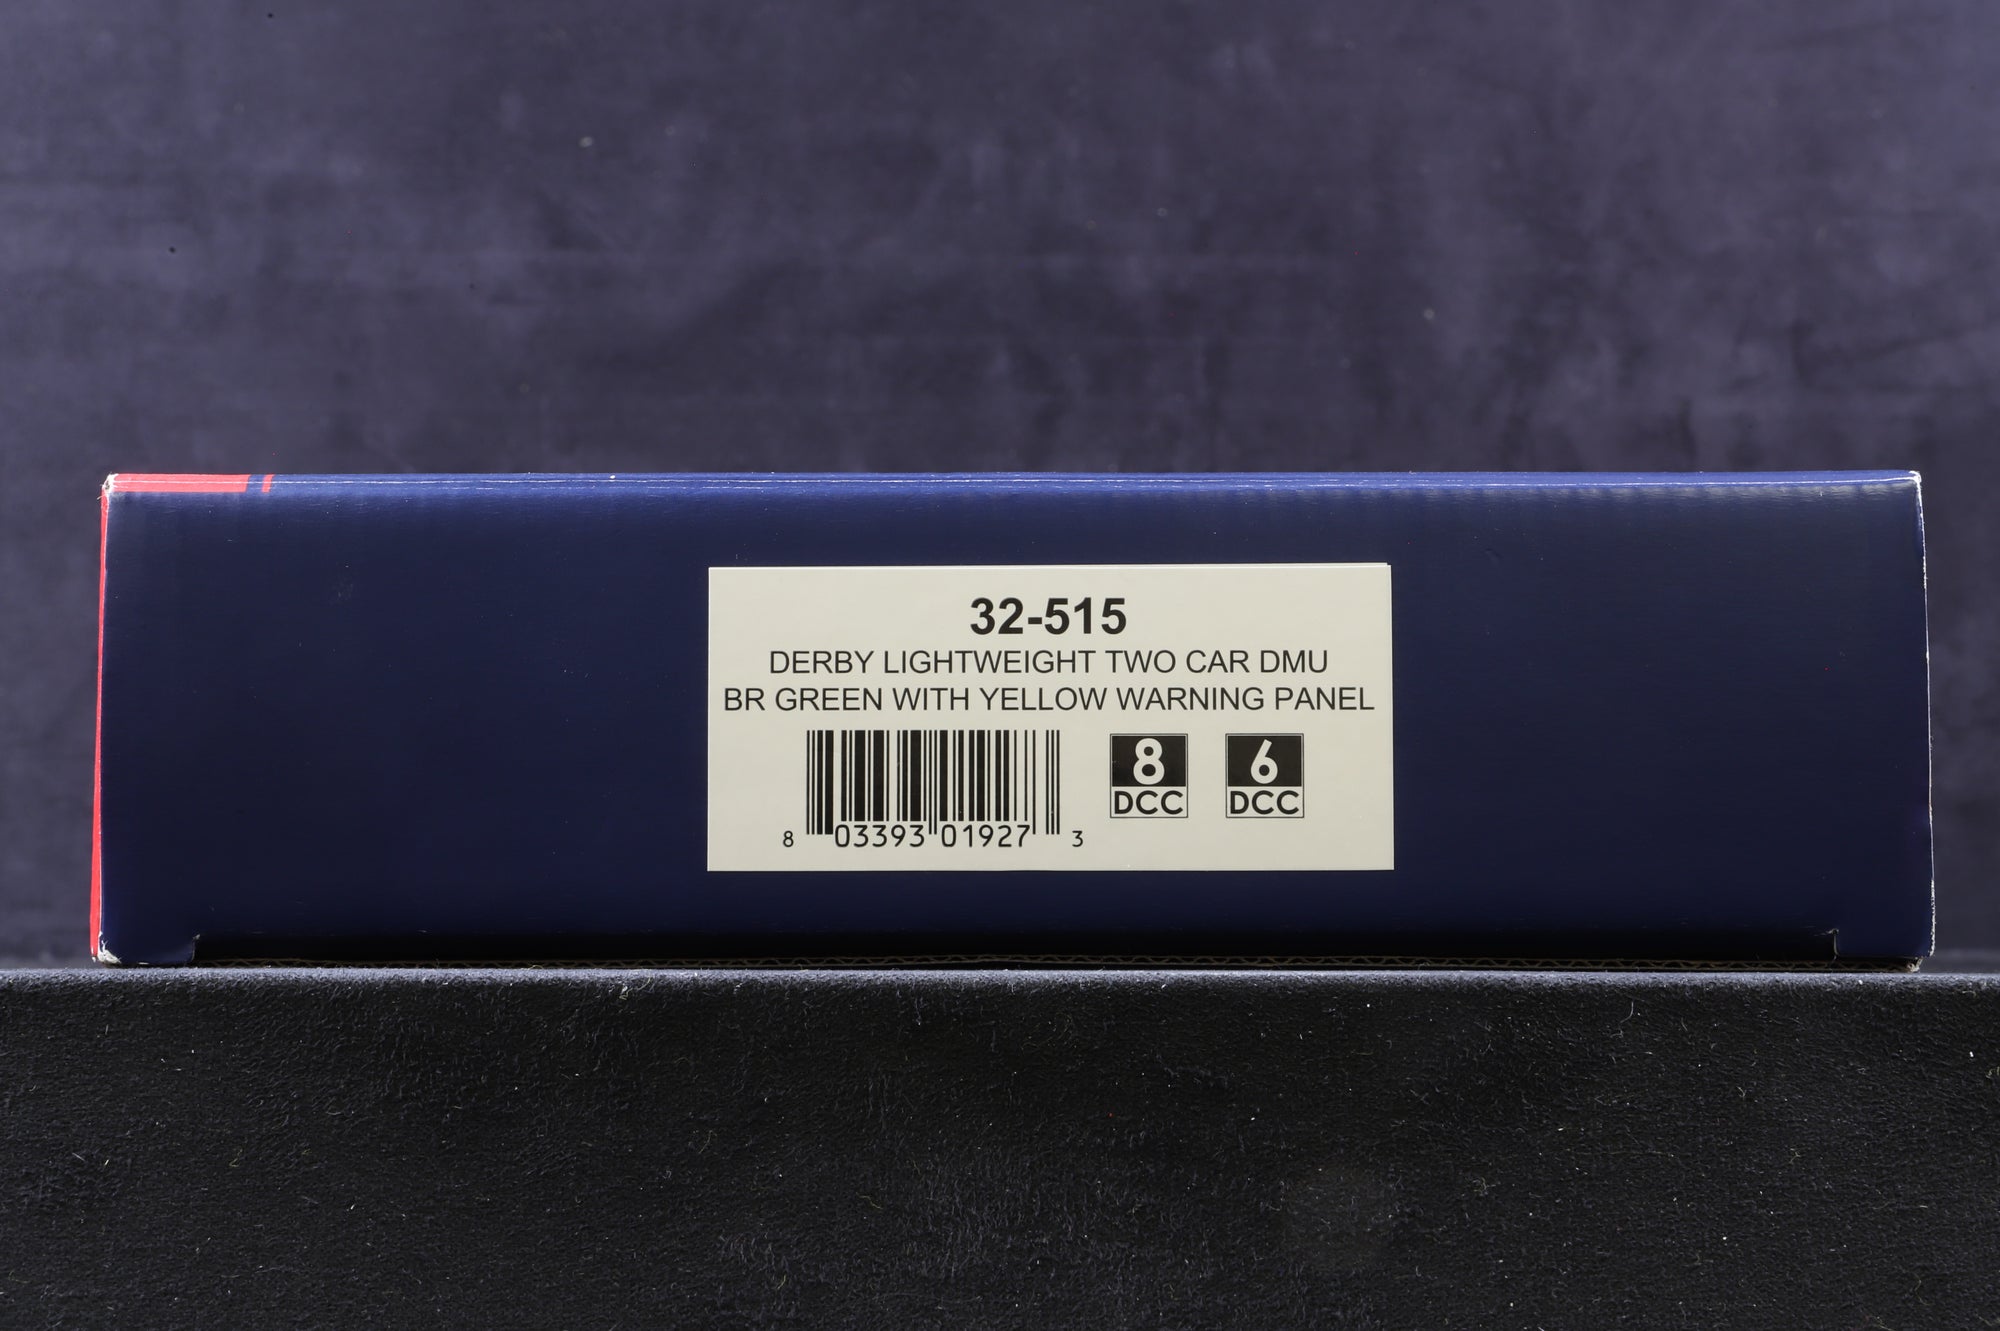 32-515
DERBY LIGHTWEIGHT TWO CAR DMU
BR GREEN WITH YELLOW WARNING PANEL
8 DCC
6 DCC
8 03393 01927 3